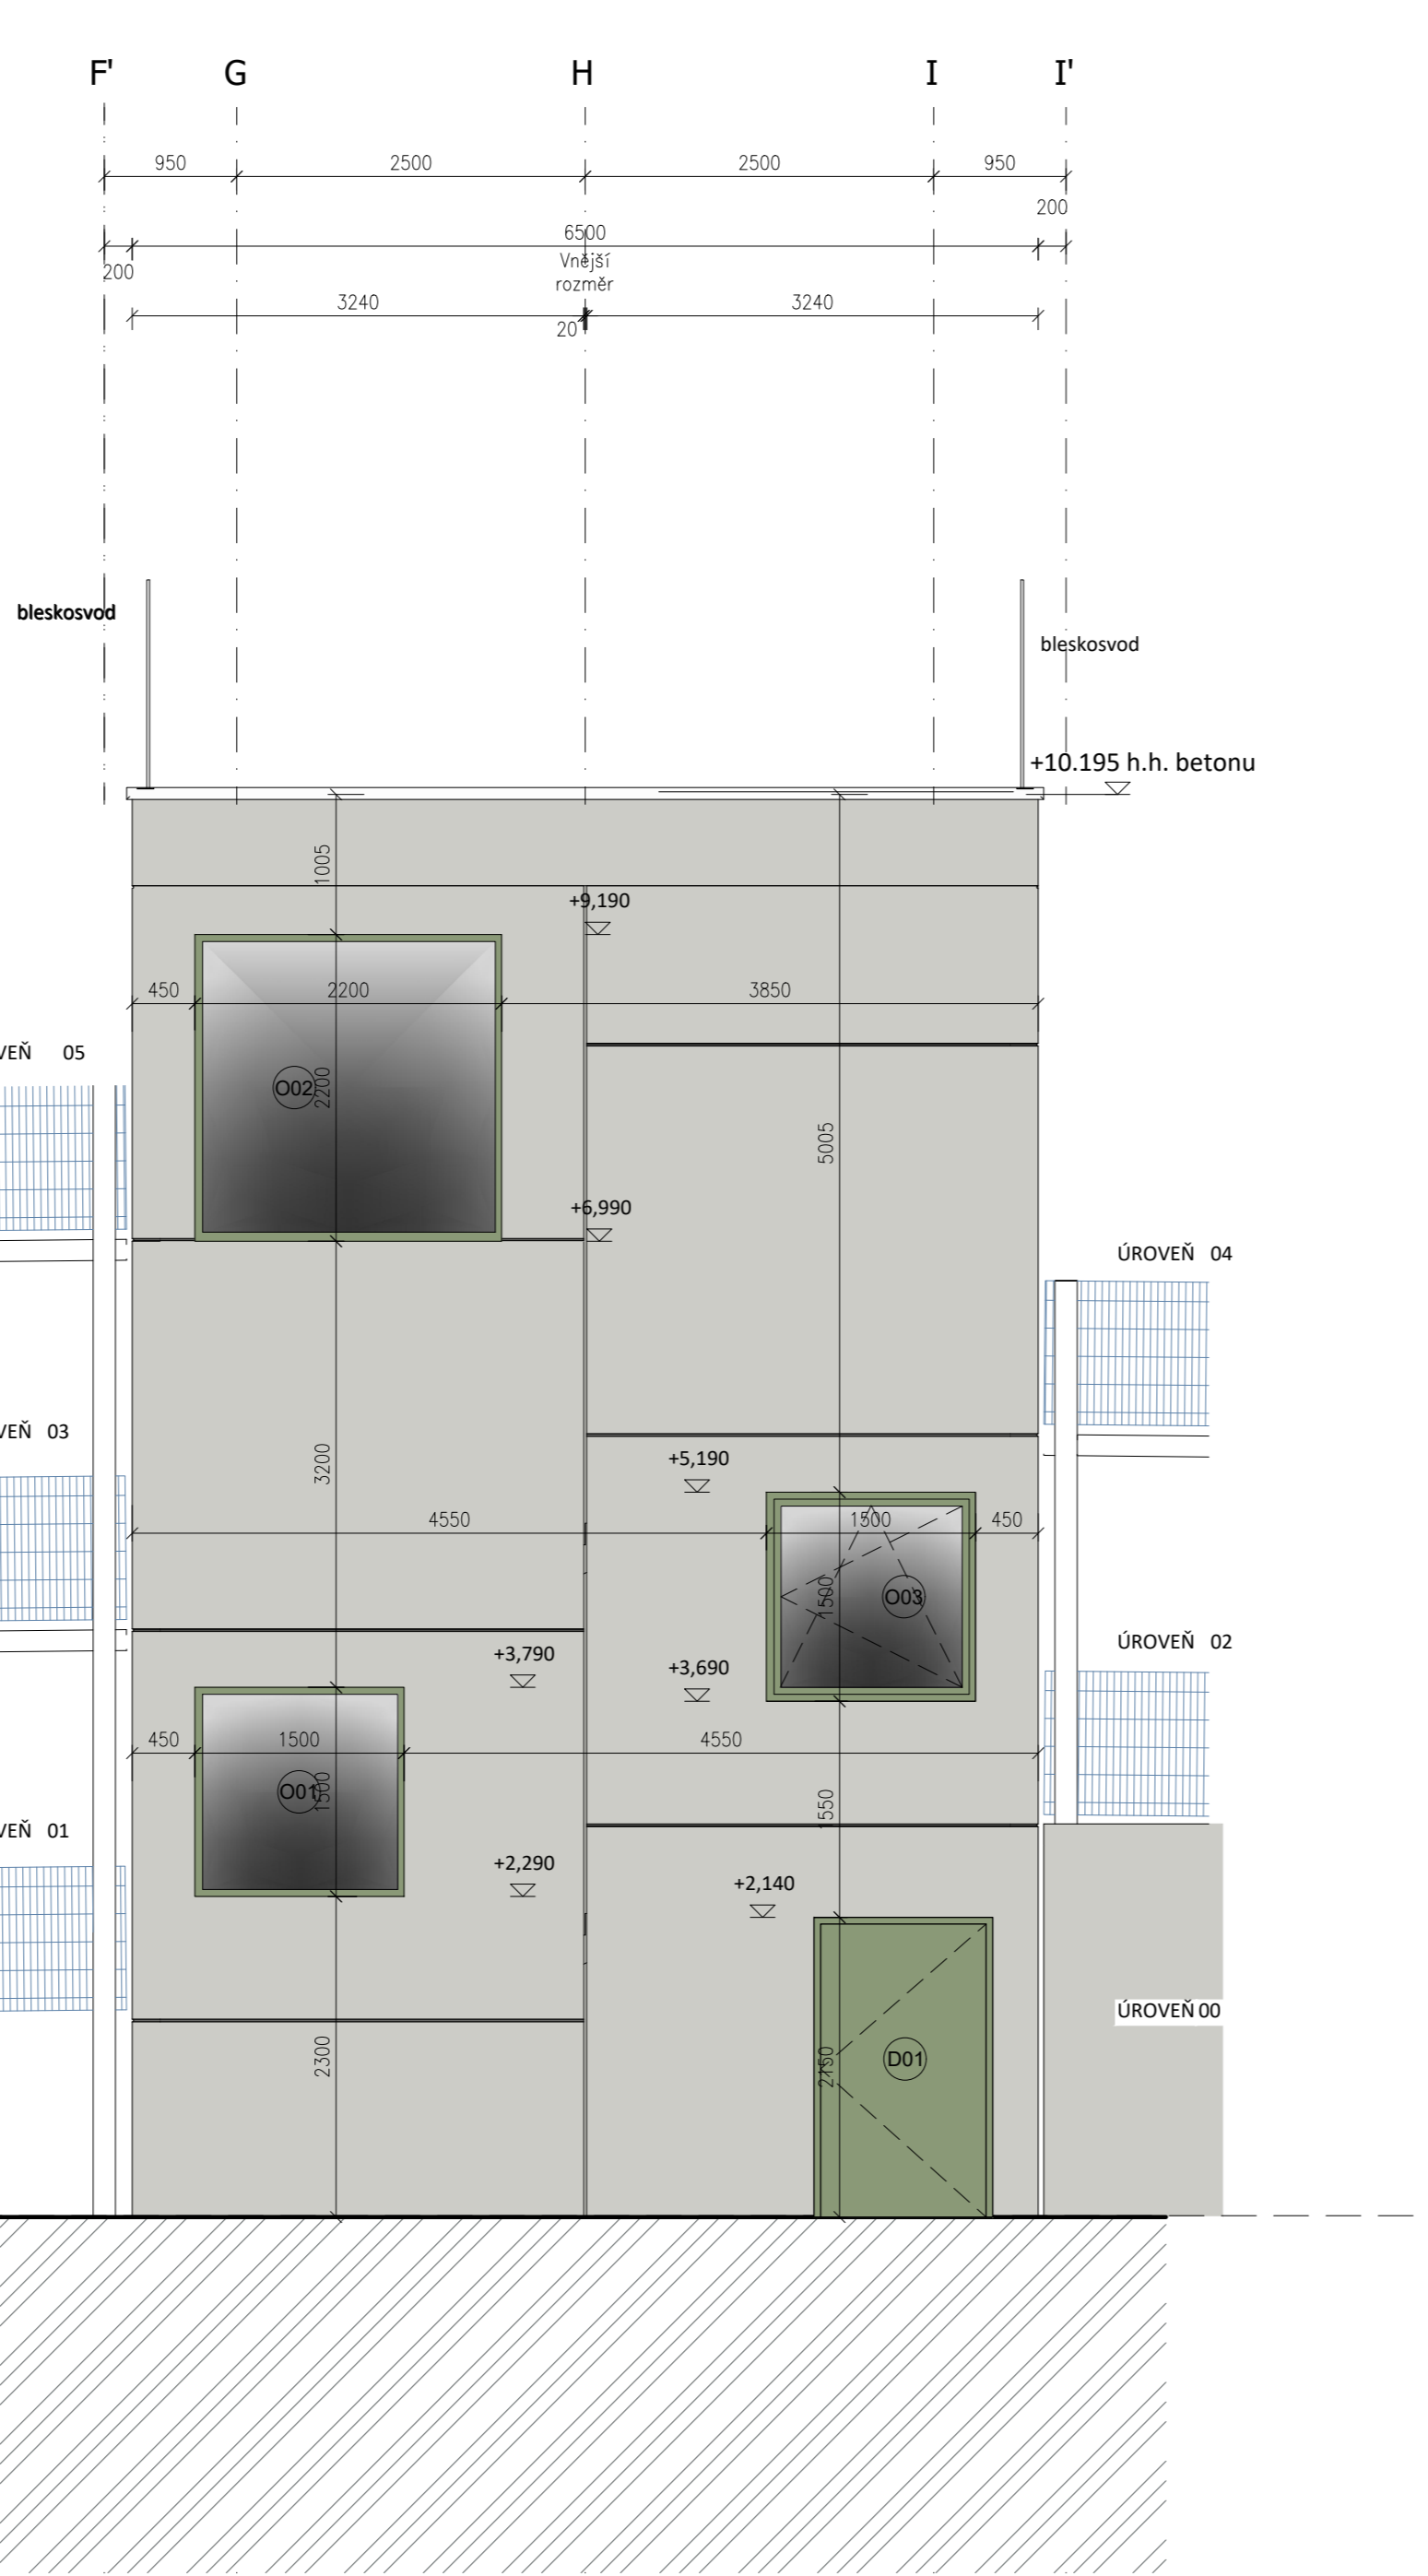 F' G H I I'
950 2500 2500 950
200
6500
200
Vnější
rozměr
3240 3240
20
bleskosvod
bleskosvod
+10.195 h.h. betonu
1005
+9,190
450 2200 3850
VEŇ 05
O02
2200
5005
+6,990
ÚROVEŇ 04
VEŇ 03
3200
+5,190
4550 1500 450
1500
O03
ÚROVEŇ 02
+3,790
+3,690
450 1500 4550
O01
1500
1550
VEŇ 01
+2,290
+2,140
ÚROVEŇ 00
2300
2150
D01